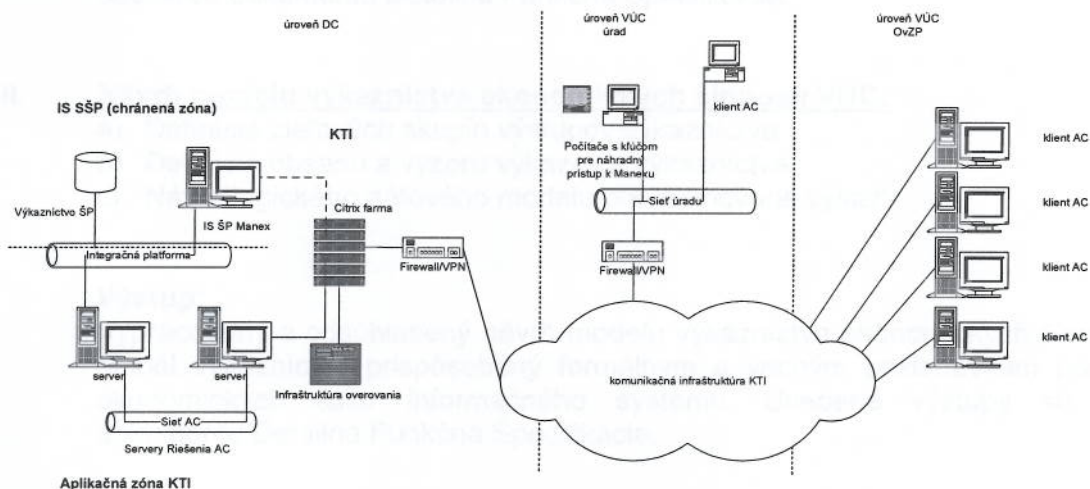 úroveň DC
úroveň VÚC
úrad
úroveň VÚC
OvZP
IS SŠP (chránená zóna)
KTI
klient AC
Počítače s kľúčom
pre náhradný
prístup k Maneku
klient AC
Výkazníctvo ŠP
IS ŠP Manex
Citrix farma
Sieť úradu
klient AC
Integračná platforma
Firewall/VPN
Firewall/VPN
klient AC
server
server
Infraštruktúra overovania
komunikačná infraštruktúra KTI
klient AC
Sieť AC
Servery Riešenia AC
Aplikačná zóna KTI